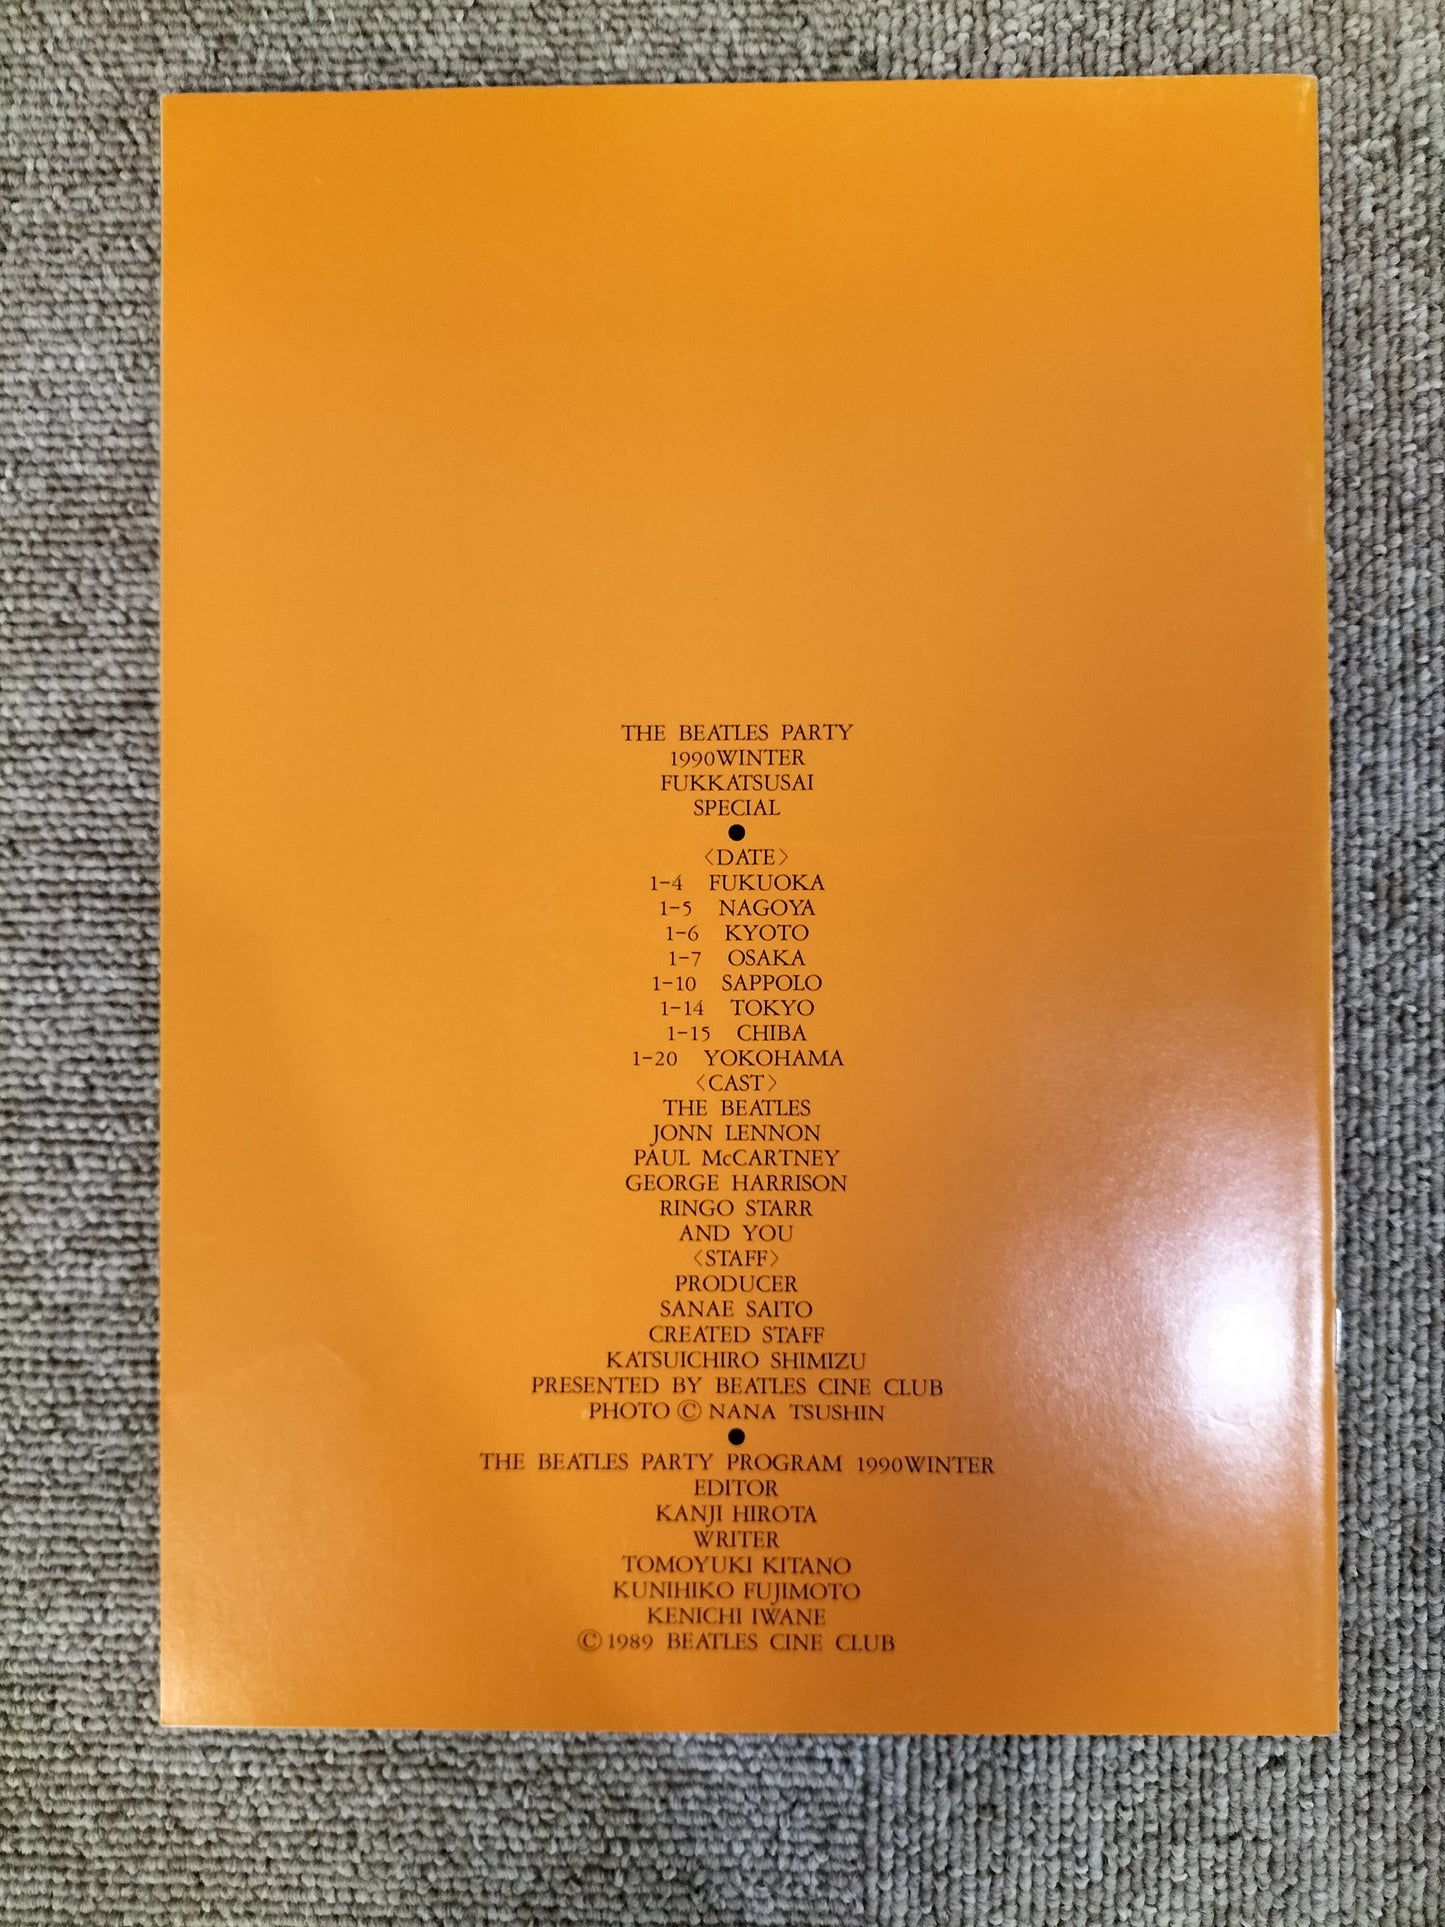 THE BEATLES PARTY
1990WINTER
FUKKATSUSAI
SPECIAL
●
〈DATE〉
1-4 FUKUOKA
1-5 NAGOYA
1-6 KYOTO
1-7 OSAKA
1-10 SAPPOLO
1-14 TOKYO
1-15 CHIBA
1-20 YOKOHAMA
〈CAST〉
THE BEATLES
JONN LENNON
PAUL McCARTNEY
GEORGE HARRISON
RINGO STARR
AND YOU
〈STAFF〉
PRODUCER
SANAE SAITO
CREATED STAFF
KATSUICHIRO SHIMIZU
PRESENTED BY BEATLES CINE CLUB
PHOTO © NANA TSUSHIN
●
THE BEATLES PARTY PROGRAM 1990WINTER
EDITOR
KANJI HIROTA
WRITER
TOMOYUKI KITANO
KUNIHIKO FUJIMOTO
KENICHI IWANE
©1989 BEATLES CINE CLUB